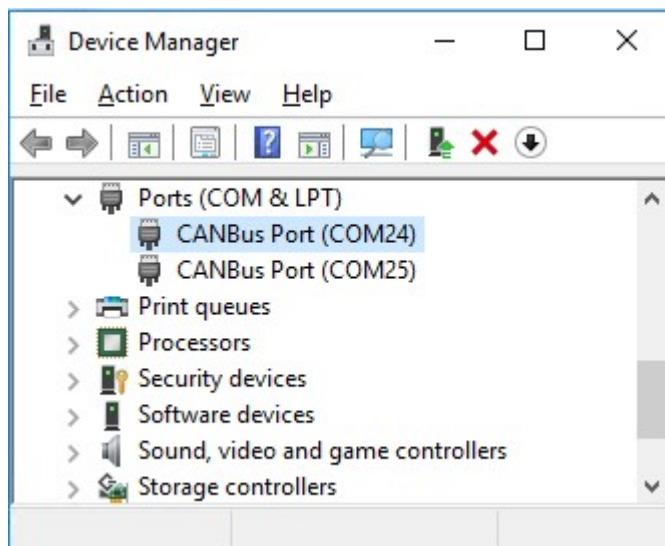 Device Manager
File Action View Help
Ports (COM & LPT)
CANBus Port (COM24)
CANBus Port (COM25)
Print queues
Processors
Security devices
Software devices
Sound, video and game controllers
Storage controllers